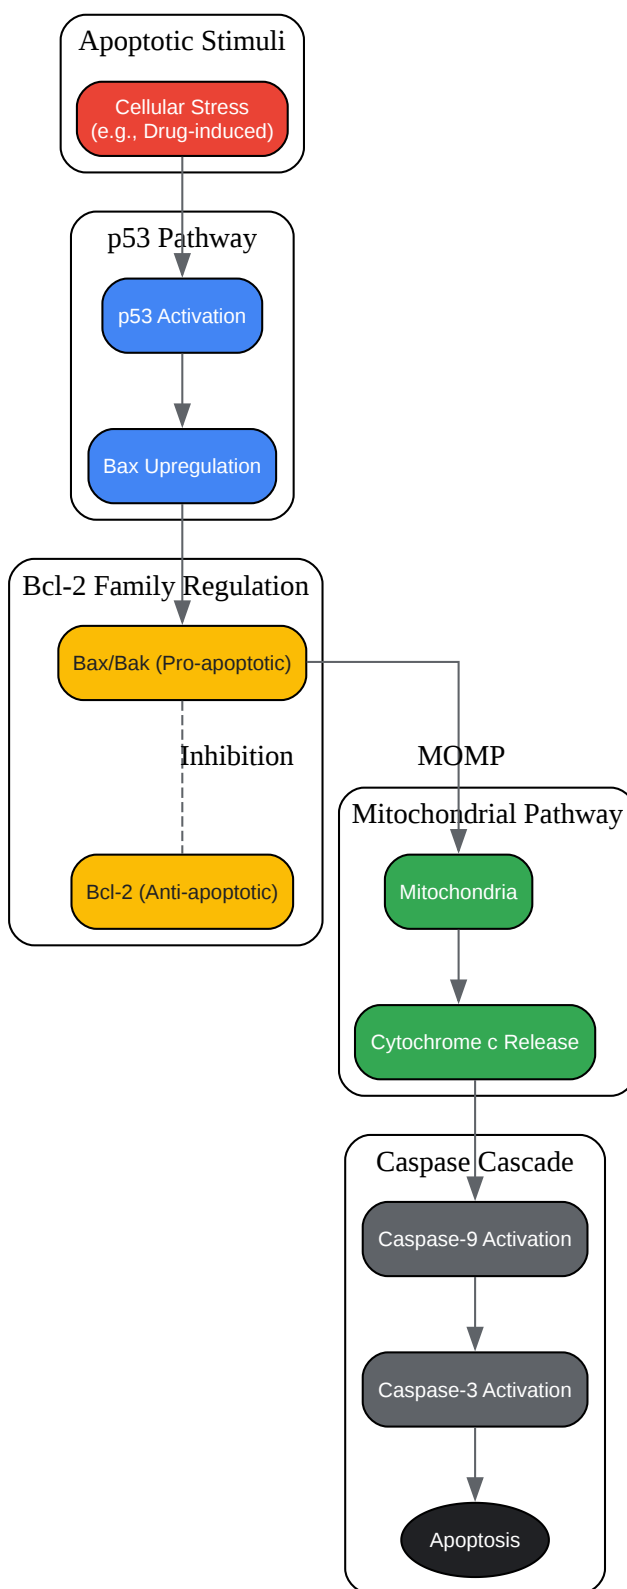 Apoptotic Stimuli
Cellular Stress
(e.g., Drug-induced)
p53 Pathway
p53 Activation
Bax Upregulation
Bcl-2 Family Regulation
Bax/Bak (Pro-apoptotic)
Inhibition
MOMP
Mitochondrial Pathway
Bcl-2 (Anti-apoptotic)
Mitochondria
Cytochrome c Release
Caspase Cascade
Caspase-9 Activation
Caspase-3 Activation
Apoptosis